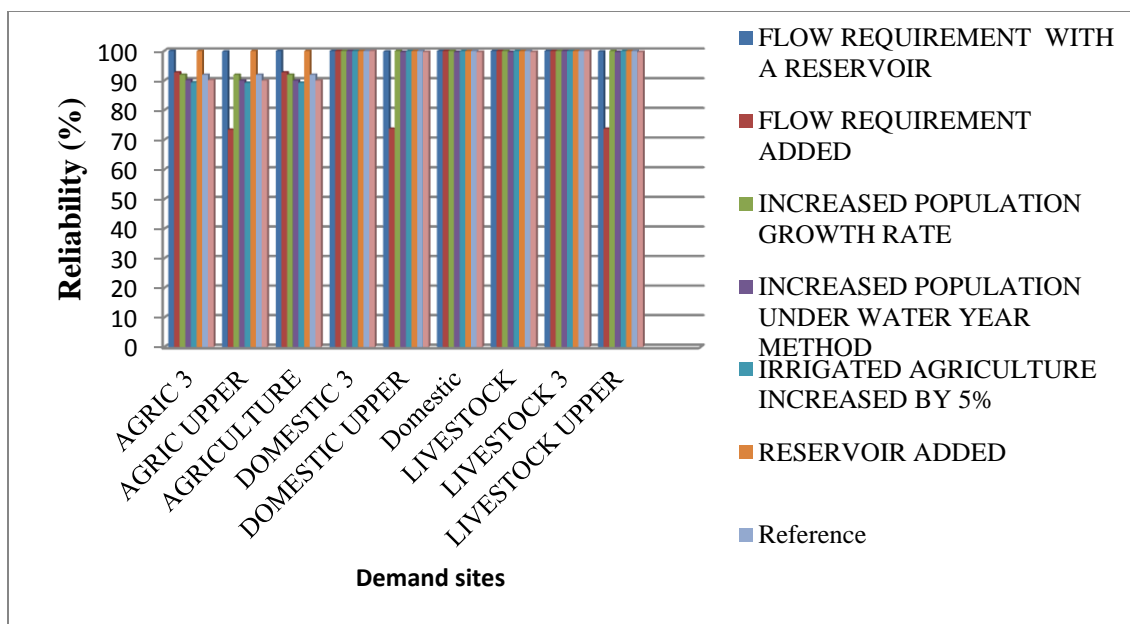 Reliability (%)
100
90
80
70
60
50
40
30
20
10
0
AGRIC 3
AGRIC UPPER
AGRICULTURE
DOMESTIC 3
DOMESTIC UPPER
Domestic
LIVESTOCK
LIVESTOCK 3
LIVESTOCK UPPER
Demand sites
FLOW REQUIREMENT WITH
A RESERVOIR
FLOW REQUIREMENT
ADDED
INCREASED POPULATION
GROWTH RATE
INCREASED POPULATION
UNDER WATER YEAR
METHOD
IRRIGATED AGRICULTURE
INCREASED BY 5%
RESERVOIR ADDED
Reference